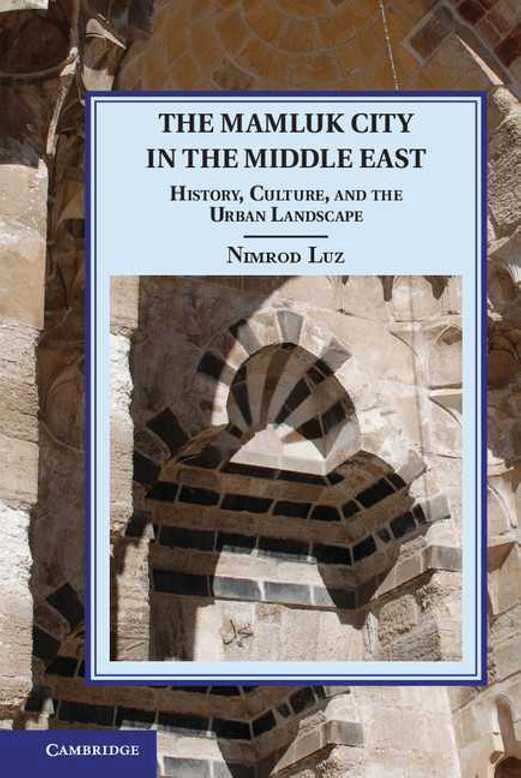 THE MAMLUK CITY
IN THE MIDDLE EAST
HISTORY, CULTURE, AND THE
URBAN LANDSCAPE
NIMROD LUZ
CAMBRIDGE